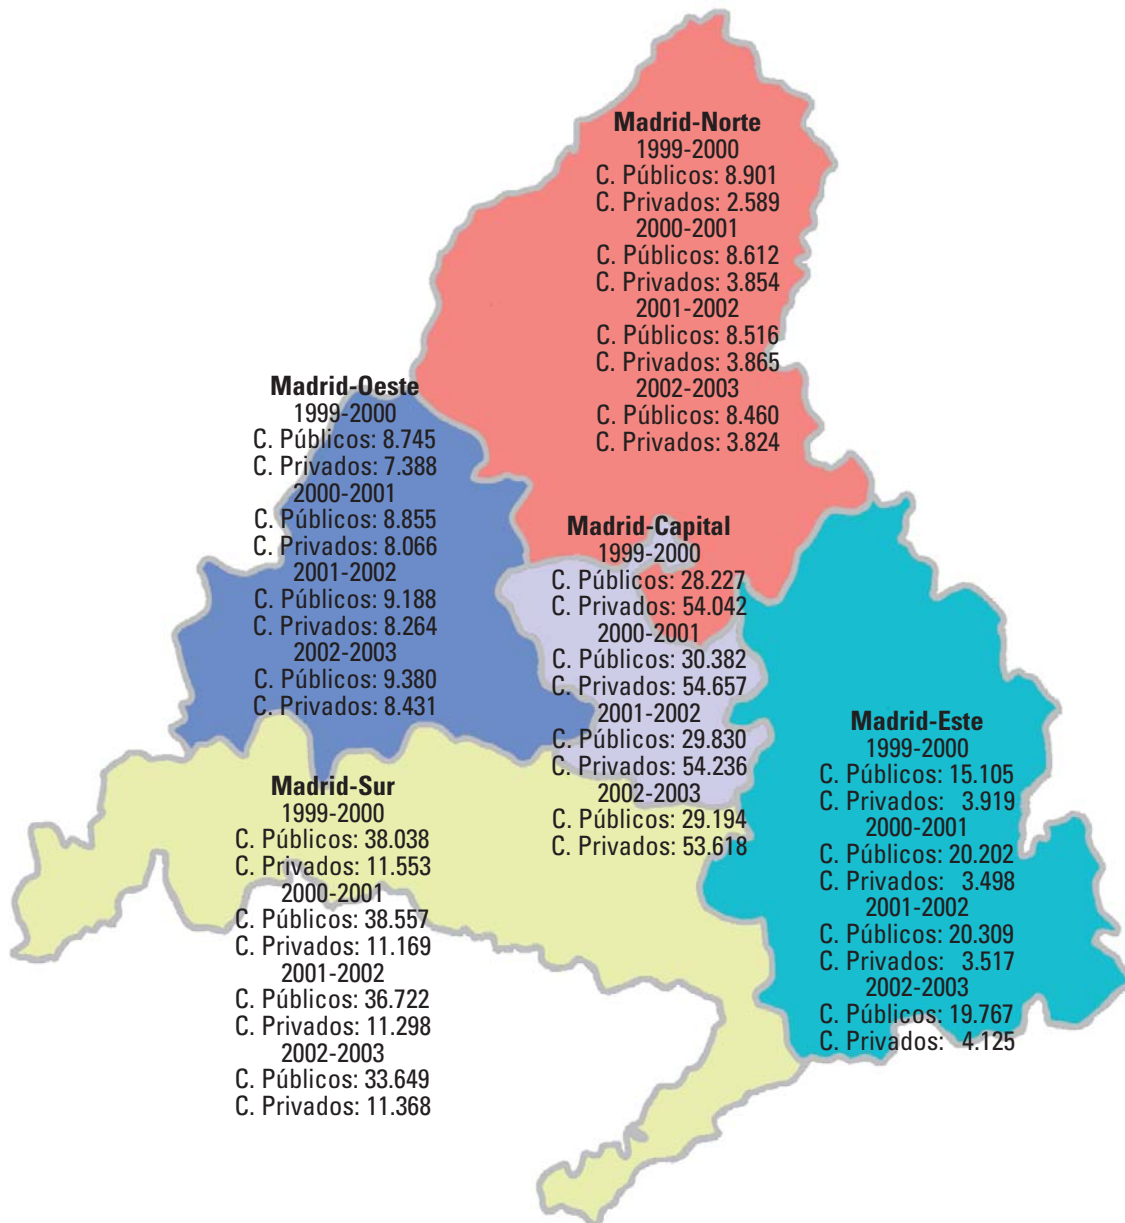 Madrid-Norte
1999-2000
C. Públicos: 8.901
C. Privados: 2.589
2000-2001
C. Públicos: 8.612
C. Privados: 3.854
2001-2002
C. Públicos: 8.516
C. Privados: 3.865
2002-2003
C. Públicos: 8.460
C. Privados: 3.824
Madrid-Oeste
1999-2000
C. Públicos: 8.745
C. Privados: 7.388
2000-2001
C. Públicos: 8.855
C. Privados: 8.066
2001-2002
C. Públicos: 9.188
C. Privados: 8.264
2002-2003
C. Públicos: 9.380
C. Privados: 8.431
Madrid-Capital
1999-2000
C. Públicos: 28.227
C. Privados: 54.042
2000-2001
C. Públicos: 30.382
C. Privados: 54.657
2001-2002
C. Públicos: 29.830
C. Privados: 54.236
2002-2003
C. Públicos: 29.194
C. Privados: 53.618
Madrid-Este
1999-2000
C. Públicos: 15.105
C. Privados: 3.919
2000-2001
C. Públicos: 20.202
C. Privados: 3.498
2001-2002
C. Públicos: 20.309
C. Privados: 3.517
2002-2003
C. Públicos: 19.767
C. Privados: 4.125
Madrid-Sur
1999-2000
C. Públicos: 38.038
C. Privados: 11.553
2000-2001
C. Públicos: 38.557
C. Privados: 11.169
2001-2002
C. Públicos: 36.722
C. Privados: 11.298
2002-2003
C. Públicos: 33.649
C. Privados: 11.368